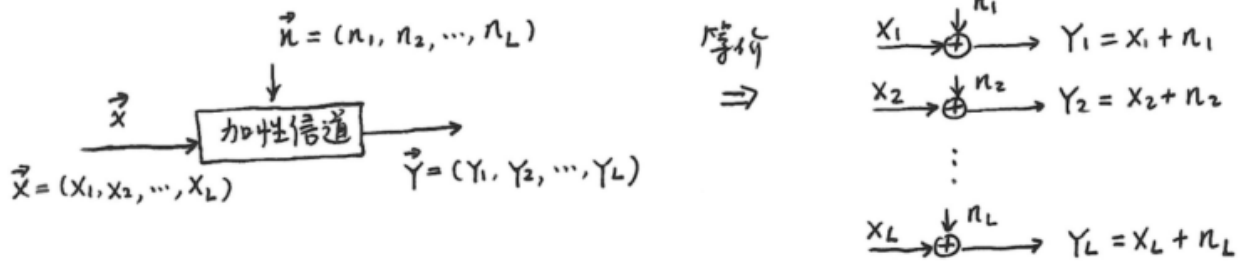 n⃗ = (n₁, n₂, ⋯, n_L)
x⃗
加性信道
X⃗ = (X₁, X₂, ⋯, X_L)
Y⃗ = (Y₁, Y₂, ⋯, Y_L)
等价
⇒
X₁ n₁ Y₁ = X₁ + n₁
X₂ n₂ Y₂ = X₂ + n₂
⋮
X_L n_L Y_L = X_L + n_L